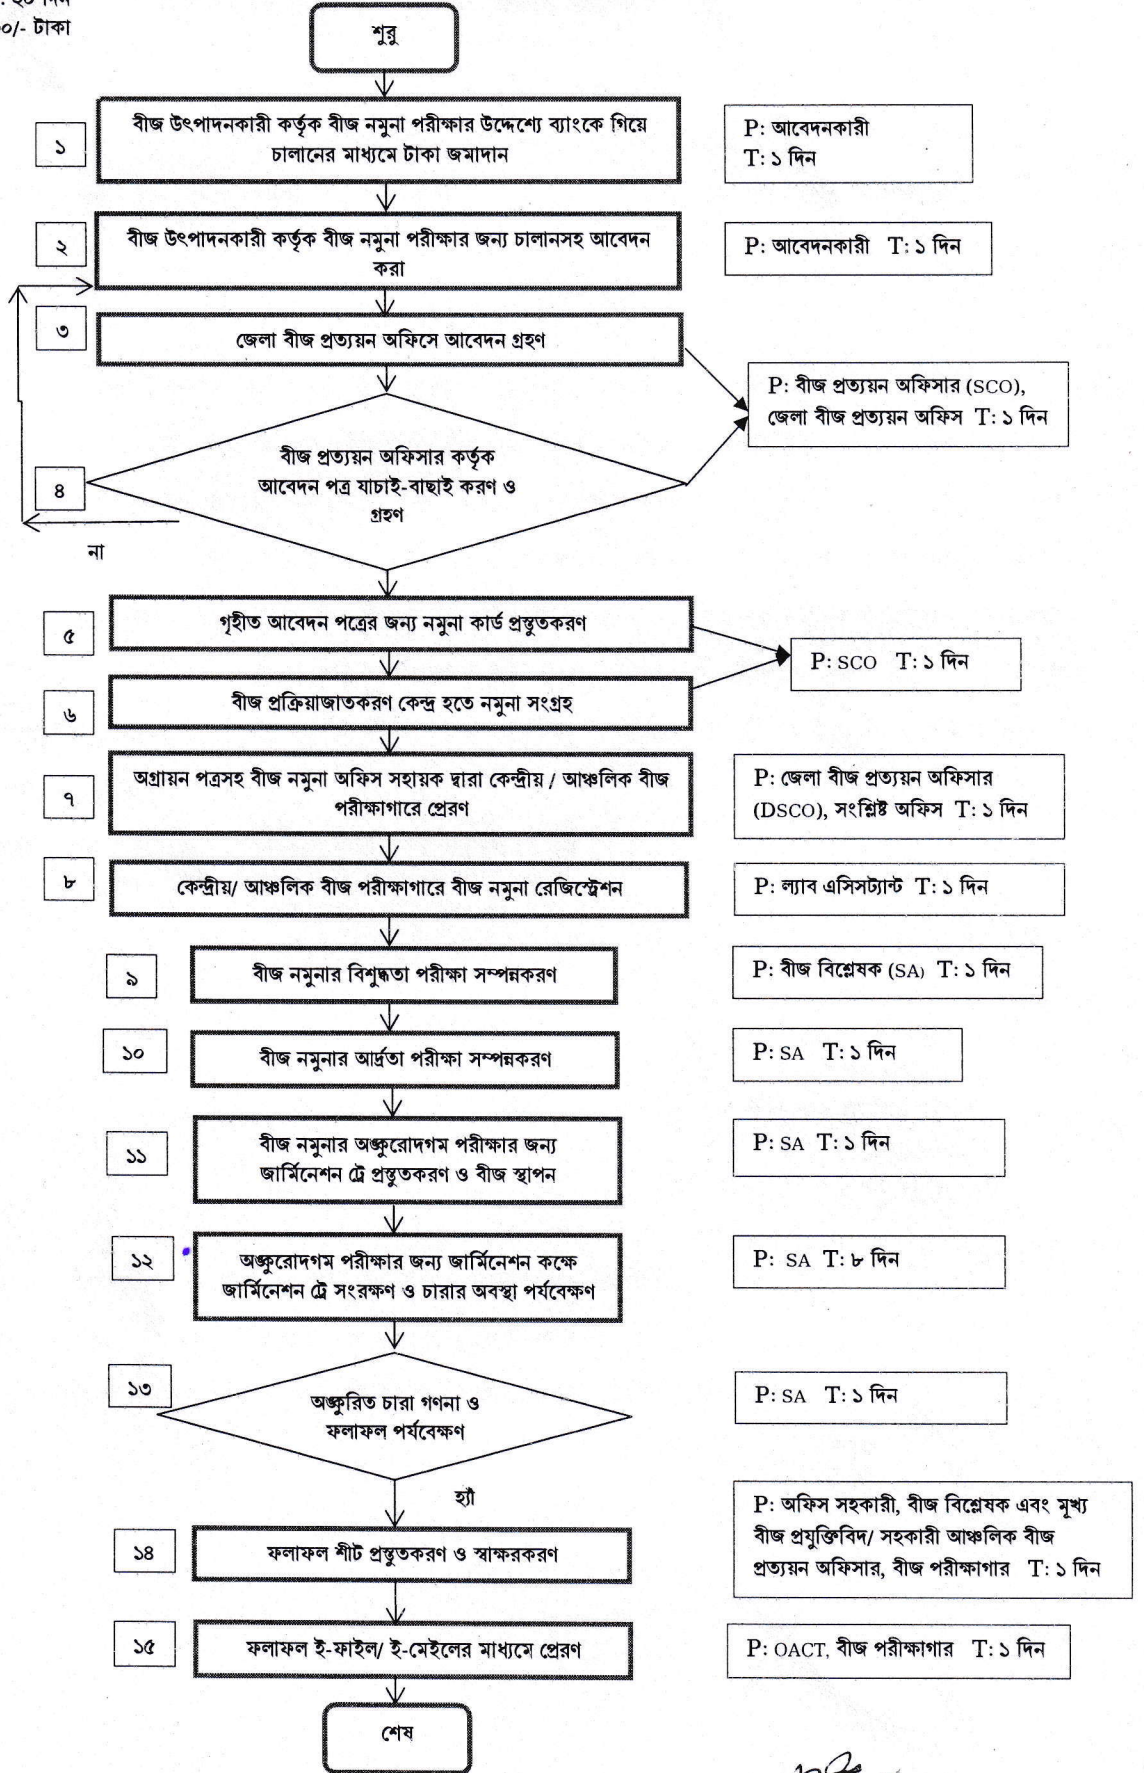 ২০ দিন
০০/- টাকা
শুরু
১
বীজ উৎপাদনকারী কর্তৃক বীজ নমুনা পরীক্ষার উদ্দেশ্যে ব্যাংকে গিয়ে
চালানের মাধ্যমে টাকা জমাদান
P: আবেদনকারী
T: ১ দিন
২
বীজ উৎপাদনকারী কর্তৃক বীজ নমুনা পরীক্ষার জন্য চালানসহ আবেদন
করা
P: আবেদনকারী T: ১ দিন
৩
জেলা বীজ প্রত্যয়ন অফিসে আবেদন গ্রহণ
P: বীজ প্রত্যয়ন অফিসার (SCO),
জেলা বীজ প্রত্যয়ন অফিস T: ১ দিন
৪
বীজ প্রত্যয়ন অফিসার কর্তৃক
আবেদন পত্র যাচাই-বাছাই করণ ও
গ্রহণ
না
৫
গৃহীত আবেদন পত্রের জন্য নমুনা কার্ড প্রস্তুতকরণ
P: SCO T: ১ দিন
৬
বীজ প্রক্রিয়াজাতকরণ কেন্দ্র হতে নমুনা সংগ্রহ
৭
অগ্রায়ন পত্রসহ বীজ নমুনা অফিস সহায়ক দ্বারা কেন্দ্রীয় / আঞ্চলিক বীজ
পরীক্ষাগারে প্রেরণ
P: জেলা বীজ প্রত্যয়ন অফিসার
(DSCO), সংশ্লিষ্ট অফিস T: ১ দিন
৮
কেন্দ্রীয়/ আঞ্চলিক বীজ পরীক্ষাগারে বীজ নমুনা রেজিস্ট্রেশন
P: ল্যাব এসিসট্যান্ট T: ১ দিন
৯
বীজ নমুনার বিশুদ্ধতা পরীক্ষা সম্পন্নকরণ
P: বীজ বিশ্লেষক (SA) T: ১ দিন
১০
বীজ নমুনার আর্দ্রতা পরীক্ষা সম্পন্নকরণ
P: SA T: ১ দিন
১১
বীজ নমুনার অঙ্কুরোদগম পরীক্ষার জন্য
জার্মিনেশন ট্রে প্রস্তুতকরণ ও বীজ স্থাপন
P: SA T: ১ দিন
১২
অঙ্কুরোদগম পরীক্ষার জন্য জার্মিনেশন কক্ষে
জার্মিনেশন ট্রে সংরক্ষণ ও চারার অবস্থা পর্যবেক্ষণ
P: SA T: ৮ দিন
১৩
অঙ্কুরিত চারা গণনা ও
ফলাফল পর্যবেক্ষণ
P: SA T: ১ দিন
হ্যাঁ
১৪
ফলাফল শীট প্রস্তুতকরণ ও স্বাক্ষরকরণ
P: অফিস সহকারী, বীজ বিশ্লেষক এবং মূখ্য
বীজ প্রযুক্তিবিদ/ সহকারী আঞ্চলিক বীজ
প্রত্যয়ন অফিসার, বীজ পরীক্ষাগার T: ১ দিন
১৫
ফলাফল ই-ফাইল/ ই-মেইলের মাধ্যমে প্রেরণ
P: OACT, বীজ পরীক্ষাগার T: ১ দিন
শেষ